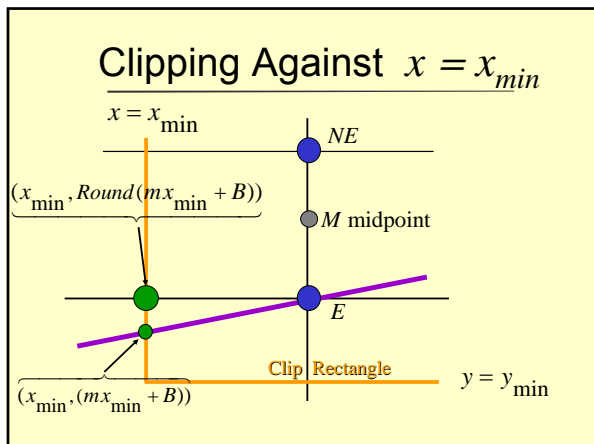 Clipping Against x = x_min
x = x_min
NE
(x_min, Round(mx_min + B))
M midpoint
E
Clip Rectangle
y = y_min
(x_min, (mx_min + B))